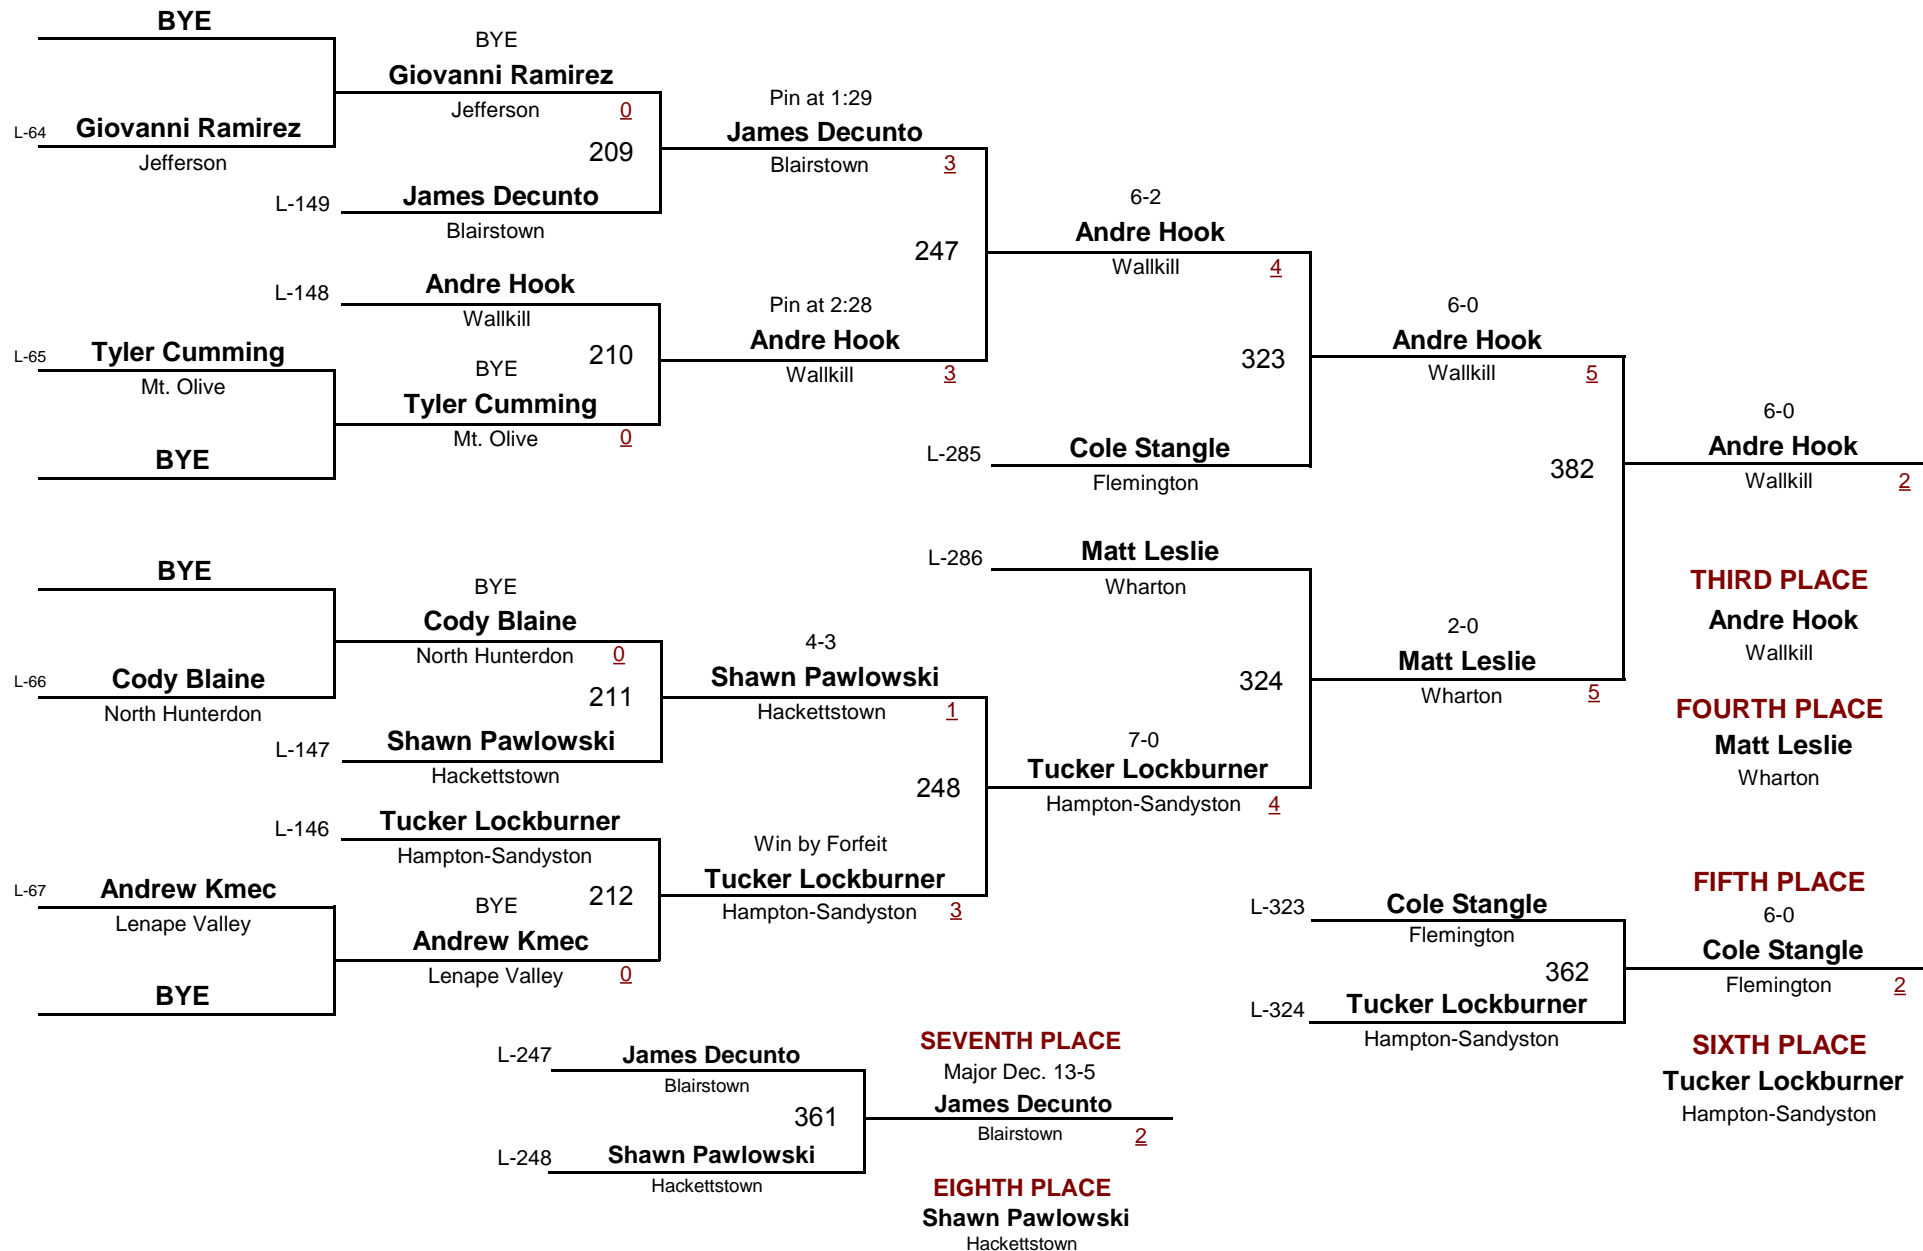 BYE
BYE
Giovanni Ramirez
Jefferson 0
L-64 Giovanni Ramirez
Jefferson
209
Pin at 1:29
James Decunto
Blairstown 3
L-149 James Decunto
Blairstown
247
6-2
Andre Hook
Wallkill 4
L-148 Andre Hook
Wallkill
210
Pin at 2:28
Andre Hook
Wallkill 3
L-65 Tyler Cumming
Mt. Olive
BYE
Tyler Cumming
Mt. Olive 0
BYE
323
6-0
Andre Hook
Wallkill 5
L-285 Cole Stangle
Flemington
382
6-0
Andre Hook
Wallkill 2
BYE
BYE
Cody Blaine
North Hunterdon 0
L-66 Cody Blaine
North Hunterdon
211
4-3
Shawn Pawlowski
Hackettstown 1
L-147 Shawn Pawlowski
Hackettstown
L-286 Matt Leslie
Wharton
324
2-0
Matt Leslie
Wharton 5
THIRD PLACE
Andre Hook
Wallkill
FOURTH PLACE
Matt Leslie
Wharton
248
7-0
Tucker Lockburner
Hampton-Sandyston 4
L-146 Tucker Lockburner
Hampton-Sandyston
212
Win by Forfeit
Tucker Lockburner
Hampton-Sandyston 3
L-67 Andrew Kmec
Lenape Valley
BYE
Andrew Kmec
Lenape Valley 0
BYE
L-323 Cole Stangle
Flemington
362
L-324 Tucker Lockburner
Hampton-Sandyston
FIFTH PLACE
6-0
Cole Stangle
Flemington 2
SIXTH PLACE
Tucker Lockburner
Hampton-Sandyston
L-247 James Decunto
Blairstown
361
L-248 Shawn Pawlowski
Hackettstown
SEVENTH PLACE
Major Dec. 13-5
James Decunto
Blairstown 2
EIGHTH PLACE
Shawn Pawlowski
Hackettstown